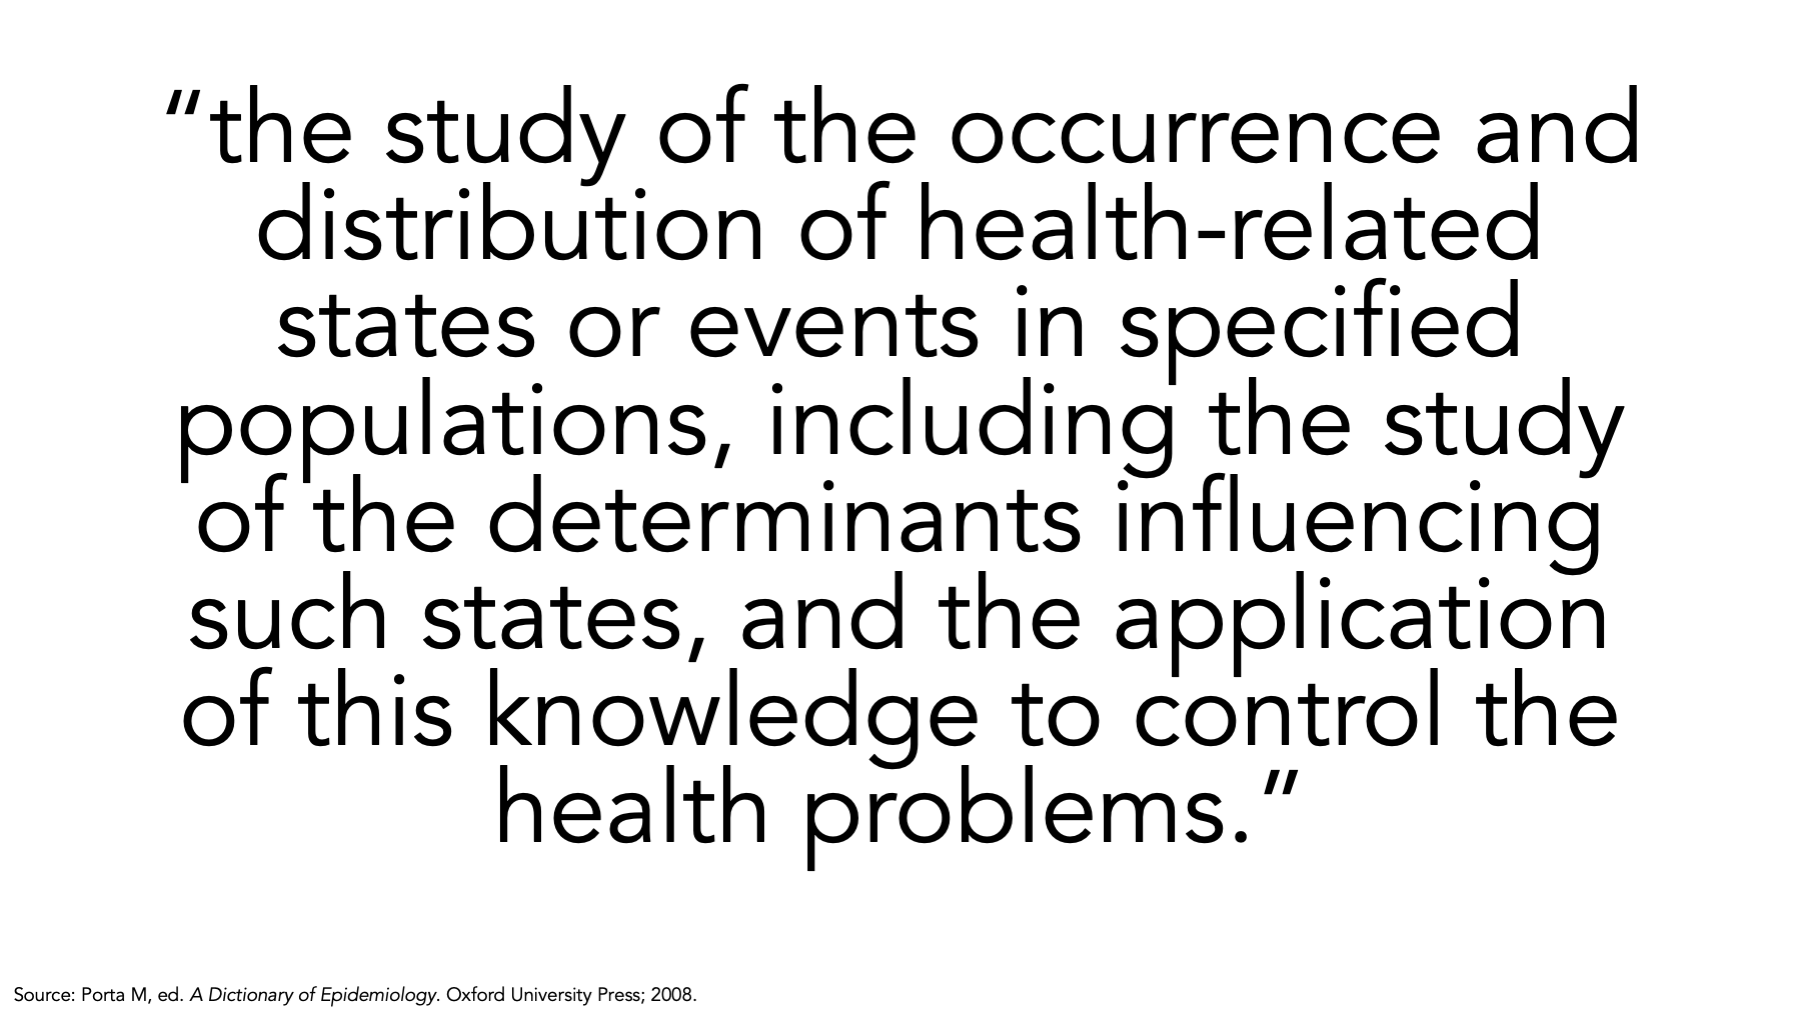 “the study of the occurrence and
distribution of health-related
states or events in specified
populations, including the study
of the determinants influencing
such states, and the application
of this knowledge to control the
health problems.”
Source: Porta M, ed. A Dictionary of Epidemiology. Oxford University Press; 2008.